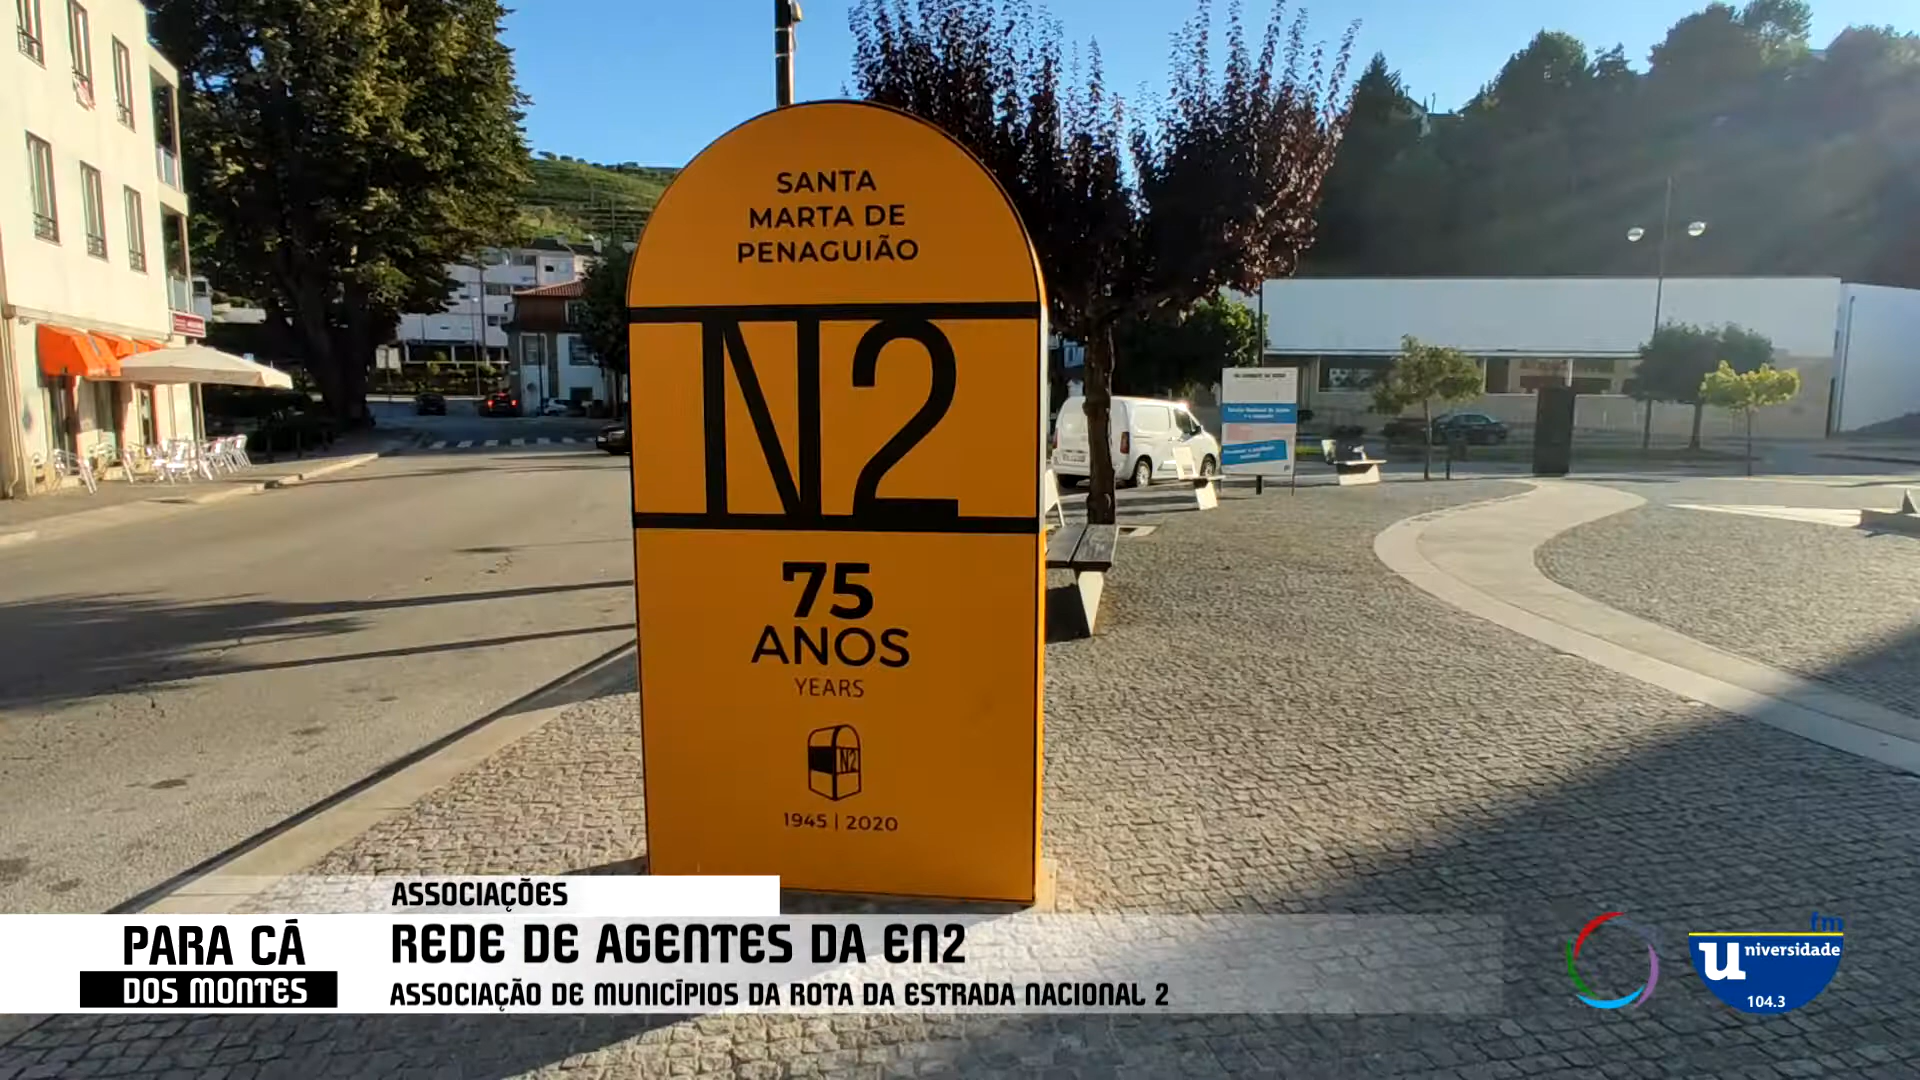 SANTA
MARTA DE
PENAGUIÃO
N2
75
ANOS
YEARS
N2
1945 | 2020
ASSOCIAÇÕES
PARA CÁ
DOS MONTES
REDE DE AGENTES DA EN2
ASSOCIAÇÃO DE MUNICÍPIOS DA ROTA DA ESTRADA NACIONAL 2
fm
universidade
104.3